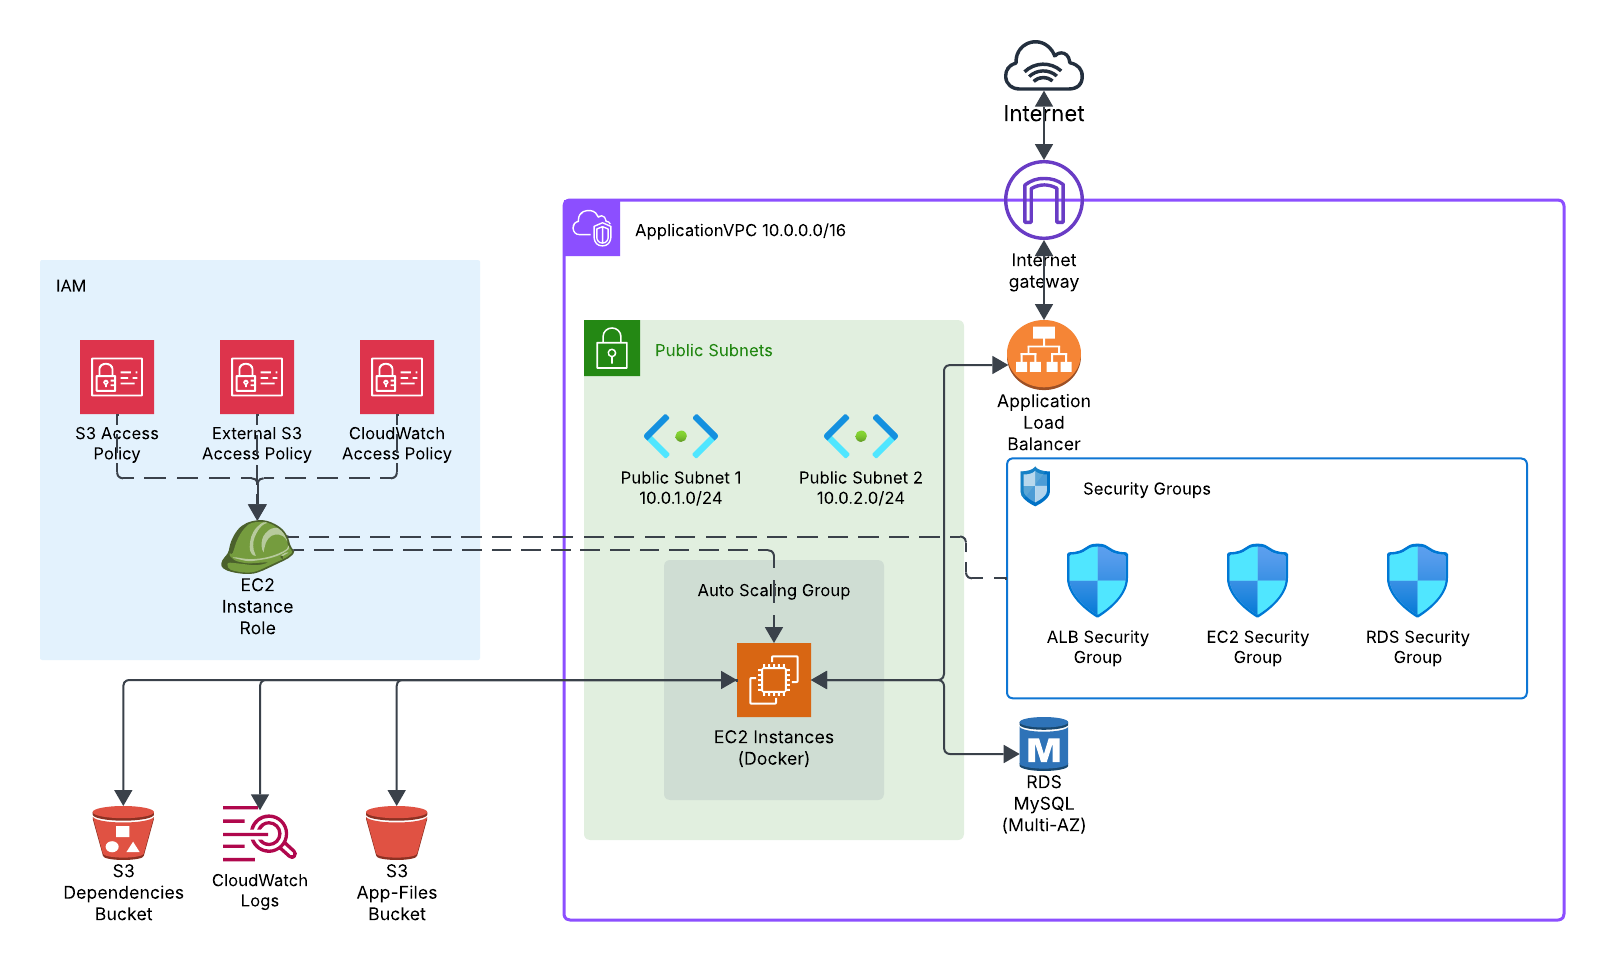 Internet
ApplicationVPC 10.0.0.0/16
Internet
gateway
IAM
Public Subnets
S3 Access
Policy
External S3
Access Policy
CloudWatch
Access Policy
Application
Load
Balancer
Public Subnet 1
10.0.1.0/24
Public Subnet 2
10.0.2.0/24
Security Groups
EC2
Instance
Role
Auto Scaling Group
ALB Security
Group
EC2 Security
Group
RDS Security
Group
EC2 Instances
(Docker)
M
RDS
MySQL
(Multi-AZ)
S3
Dependencies
Bucket
CloudWatch
Logs
S3
App-Files
Bucket